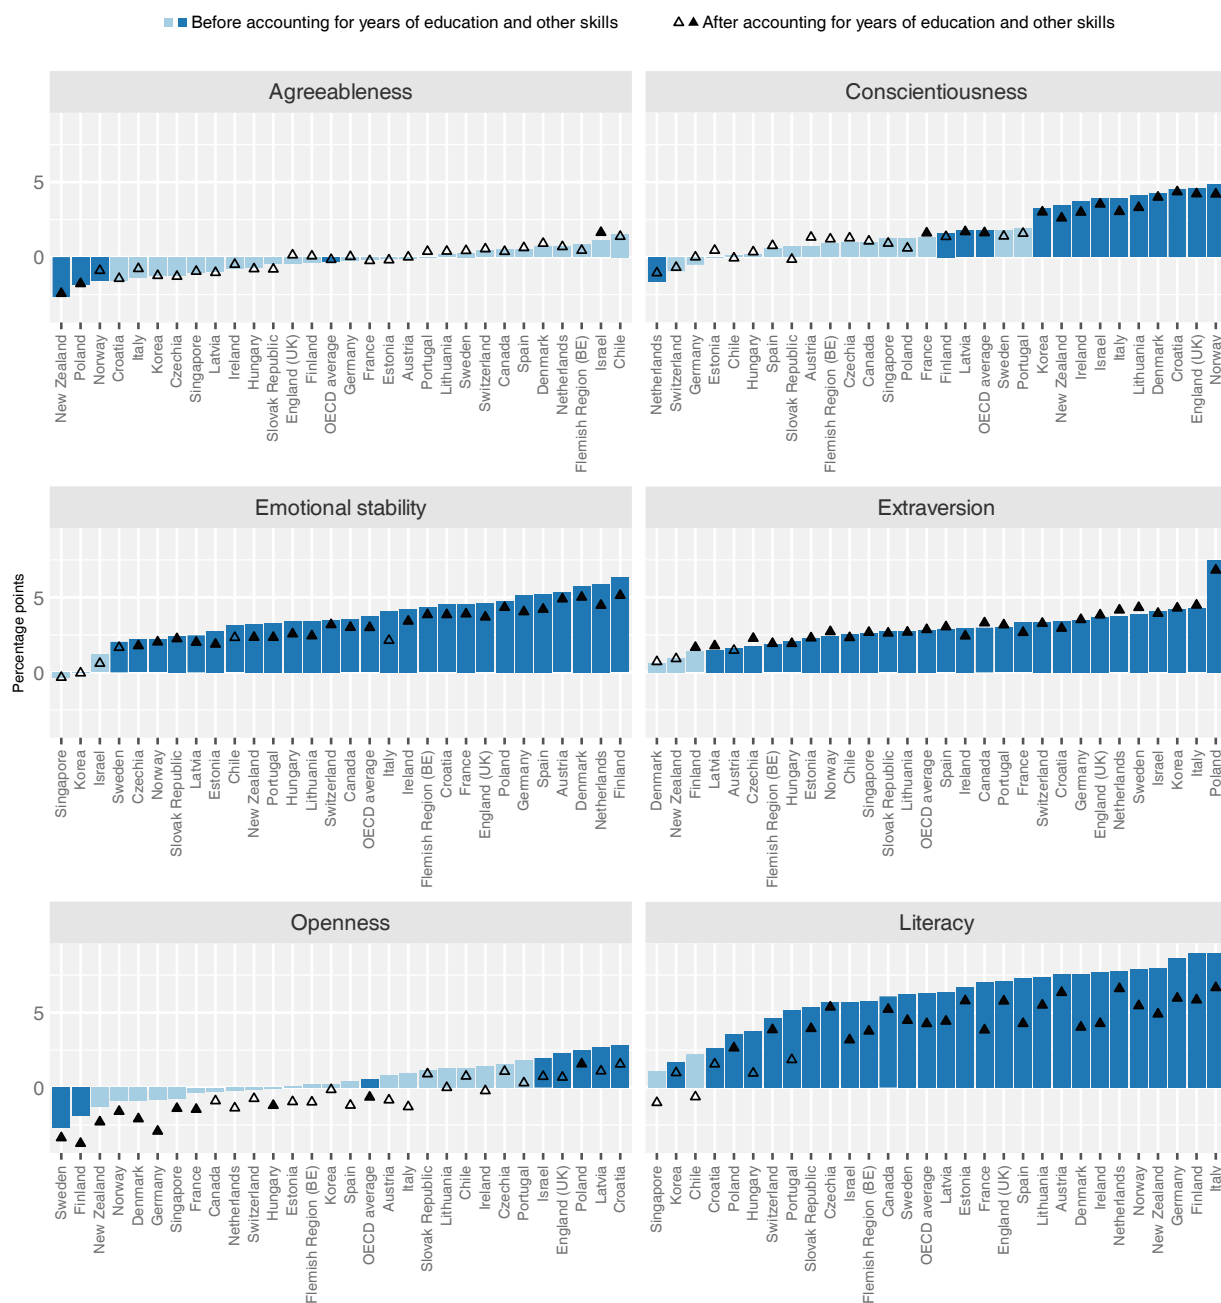 Before accounting for years of education and other skills
After accounting for years of education and other skills
Agreeableness
Conscientiousness
5
0
New Zealand
Poland
Norway
Croatia
Italy
Korea
Czechia
Singapore
Latvia
Ireland
Hungary
Slovak Republic
England (UK)
Finland
OECD average
Germany
France
Estonia
Austria
Portugal
Lithuania
Sweden
Switzerland
Canada
Spain
Denmark
Netherlands
Flemish Region (BE)
Israel
Chile
Netherlands
Switzerland
Germany
Estonia
Chile
Hungary
Spain
Slovak Republic
Austria
Flemish Region (BE)
Czechia
Canada
Singapore
Poland
France
Finland
Latvia
OECD average
Sweden
Portugal
Korea
New Zealand
Ireland
Israel
Italy
Lithuania
Denmark
Croatia
England (UK)
Norway
Emotional stability
Extraversion
Percentage points
5
0
Singapore
Korea
Israel
Sweden
Czechia
Norway
Slovak Republic
Latvia
Estonia
Chile
New Zealand
Portugal
Hungary
Lithuania
Switzerland
Canada
OECD average
Italy
Ireland
Flemish Region (BE)
Croatia
France
England (UK)
Poland
Germany
Spain
Austria
Denmark
Netherlands
Finland
Denmark
New Zealand
Finland
Latvia
Austria
Czechia
Flemish Region (BE)
Hungary
Estonia
Norway
Chile
Singapore
Slovak Republic
Lithuania
OECD average
Spain
Ireland
Canada
Portugal
France
Switzerland
Croatia
Germany
England (UK)
Netherlands
Sweden
Israel
Korea
Italy
Poland
Openness
Literacy
5
0
Sweden
Finland
New Zealand
Norway
Denmark
Germany
Singapore
France
Canada
Netherlands
Switzerland
Hungary
Estonia
Flemish Region (BE)
Korea
Spain
OECD average
Austria
Italy
Slovak Republic
Lithuania
Chile
Ireland
Czechia
Portugal
Israel
England (UK)
Poland
Latvia
Croatia
Singapore
Korea
Chile
Croatia
Poland
Hungary
Switzerland
Portugal
Slovak Republic
Czechia
Israel
Flemish Region (BE)
Canada
Sweden
OECD average
Latvia
Estonia
France
England (UK)
Spain
Lithuania
Austria
Denmark
Ireland
Netherlands
Norway
New Zealand
Germany
Finland
Italy